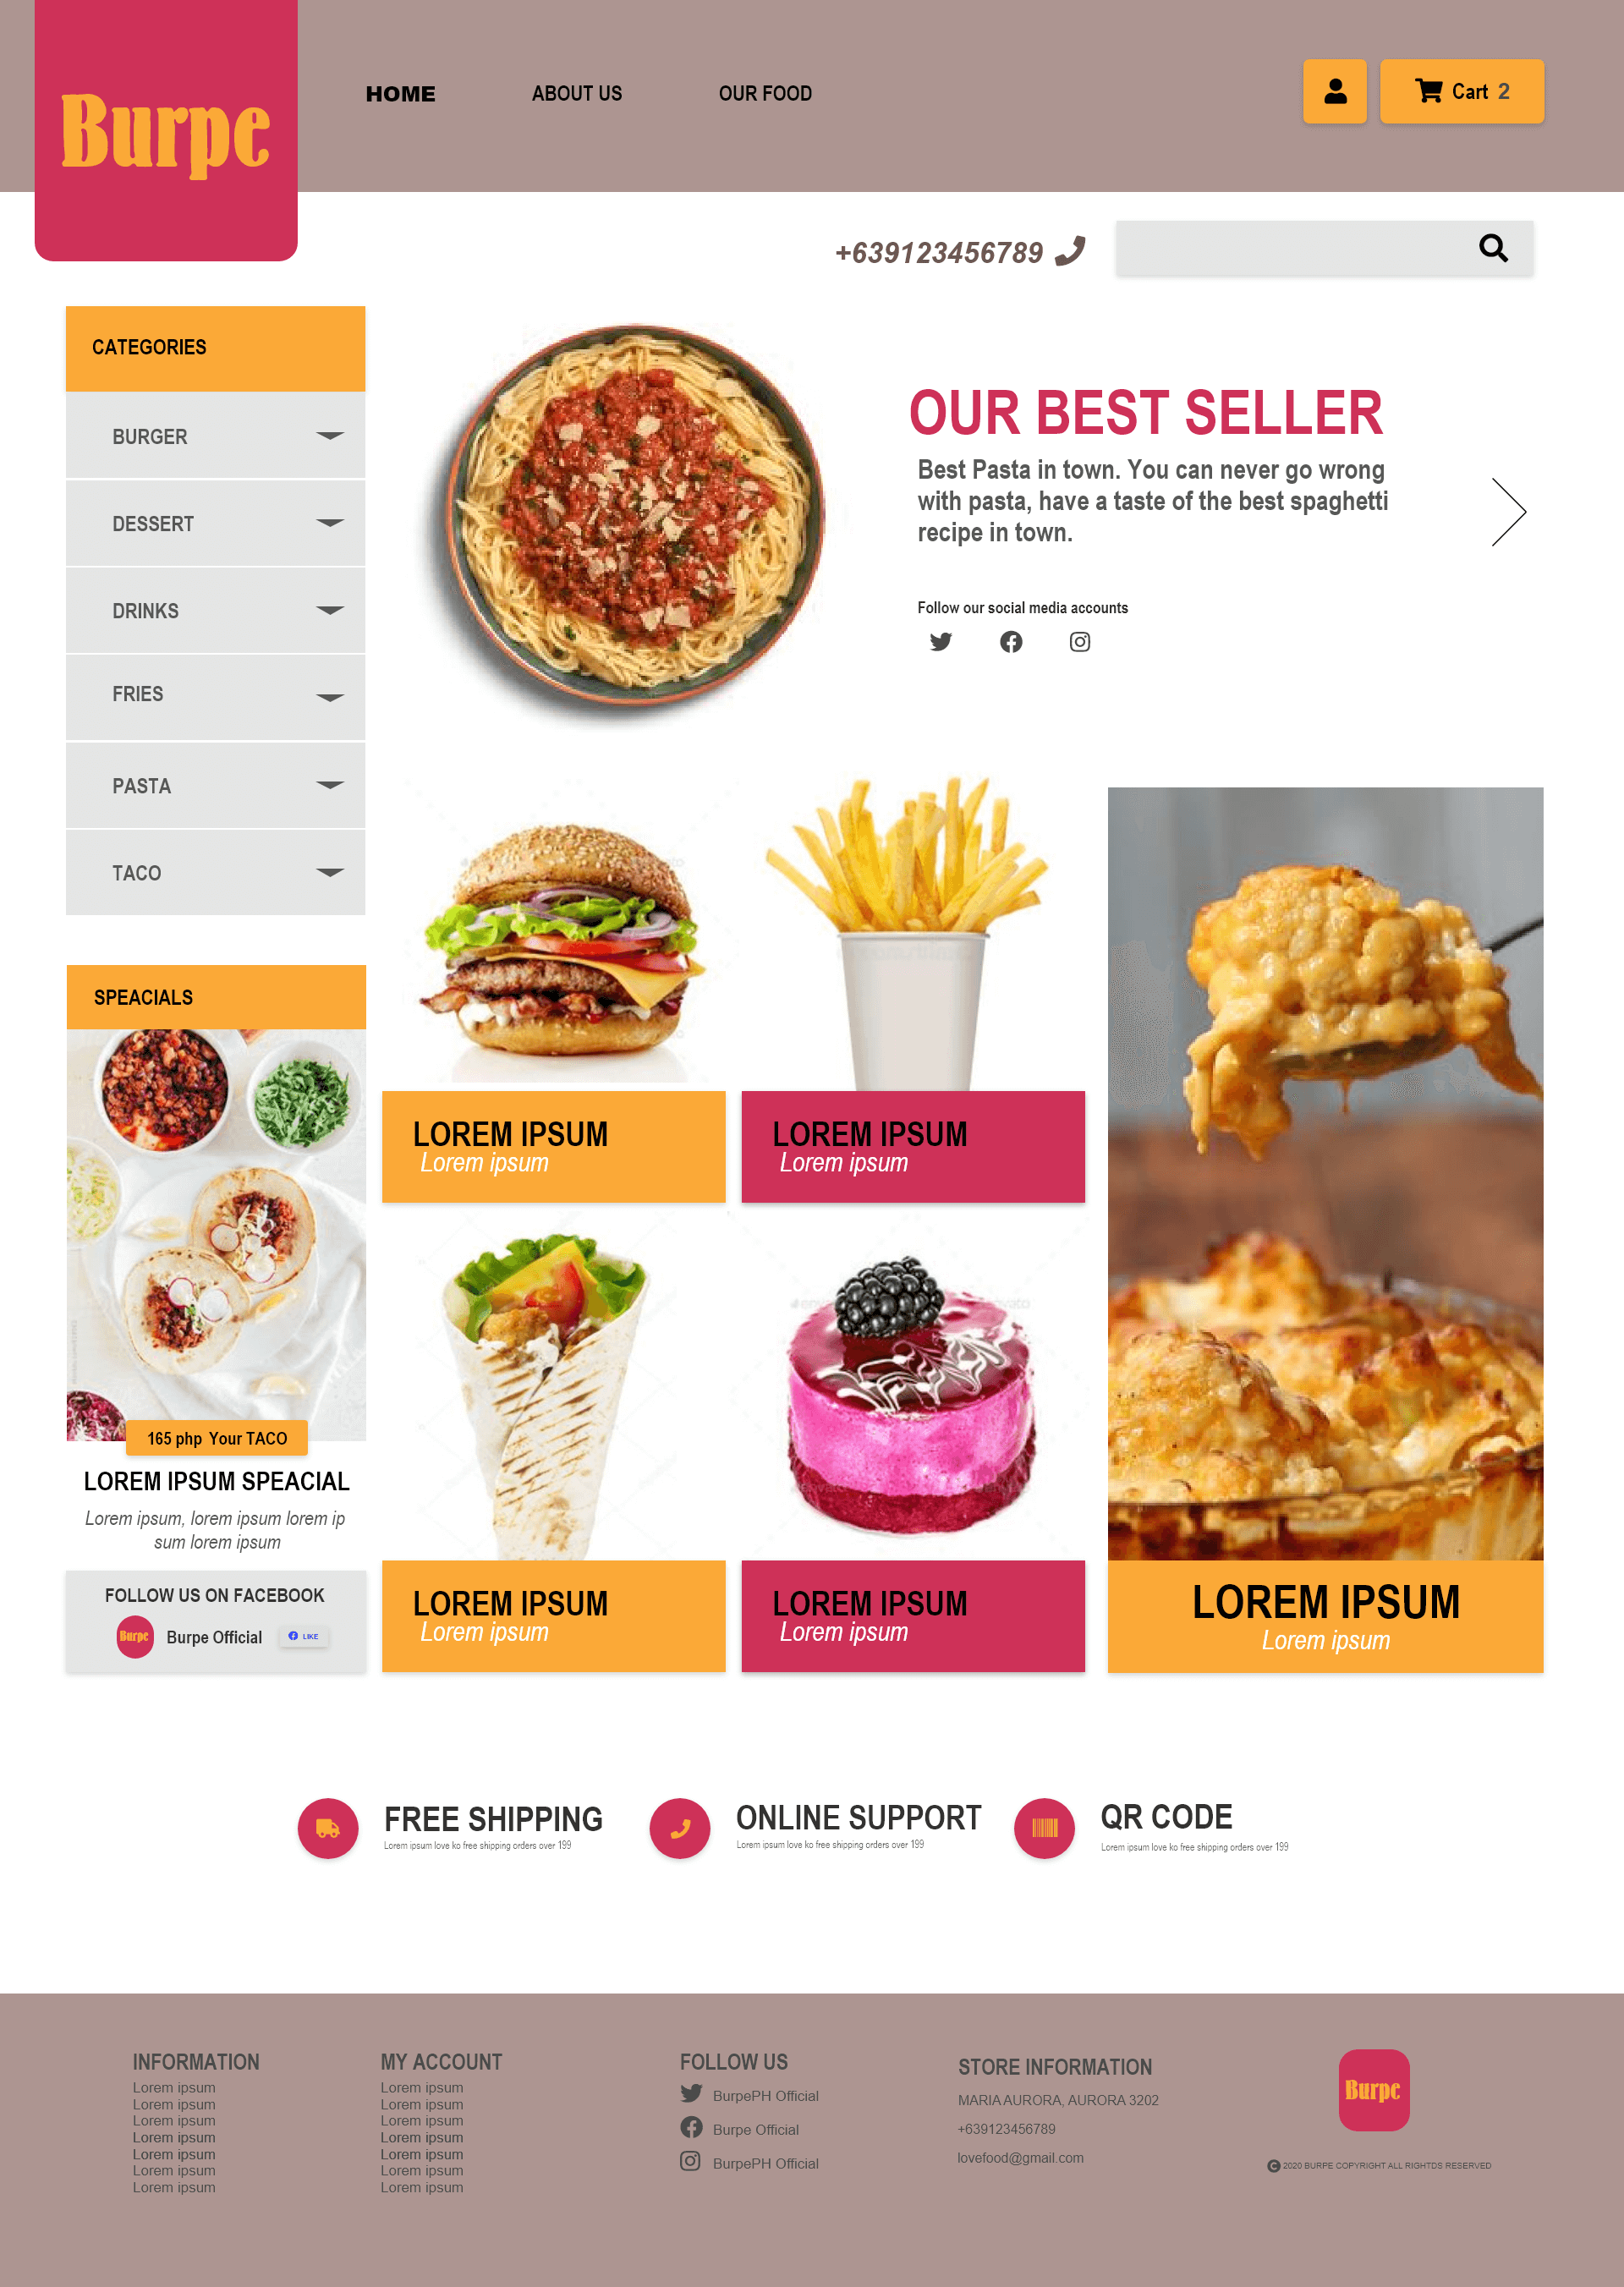 Burpe
HOME
ABOUT US
OUR FOOD
Cart 2
+639123456789
CATEGORIES
BURGER
DESSERT
DRINKS
FRIES
PASTA
TACO
OUR BEST SELLER
Best Pasta in town. You can never go wrong
with pasta, have a taste of the best spaghetti
recipe in town.
Follow our social media accounts
SPEACIALS
165 php Your TACO
LOREM IPSUM SPEACIAL
Lorem ipsum, lorem ipsum lorem ip
sum lorem ipsum
FOLLOW US ON FACEBOOK
Burpe
Burpe Official
LIKE
LOREM IPSUM
Lorem ipsum
LOREM IPSUM
Lorem ipsum
LOREM IPSUM
Lorem ipsum
LOREM IPSUM
Lorem ipsum
LOREM IPSUM
Lorem ipsum
FREE SHIPPING
Lorem ipsum love ko free shipping orders over 199
ONLINE SUPPORT
Lorem ipsum love ko free shipping orders over 199
QR CODE
Lorem ipsum love ko free shipping orders over 199
INFORMATION
Lorem ipsum
Lorem ipsum
Lorem ipsum
Lorem ipsum
Lorem ipsum
Lorem ipsum
Lorem ipsum
MY ACCOUNT
Lorem ipsum
Lorem ipsum
Lorem ipsum
Lorem ipsum
Lorem ipsum
Lorem ipsum
Lorem ipsum
FOLLOW US
BurpePH Official
Burpe Official
BurpePH Official
STORE INFORMATION
MARIA AURORA, AURORA 3202
+639123456789
lovefood@gmail.com
Burpe
2020 BURPE COPYRIGHT ALL RIGHTDS RESERVED